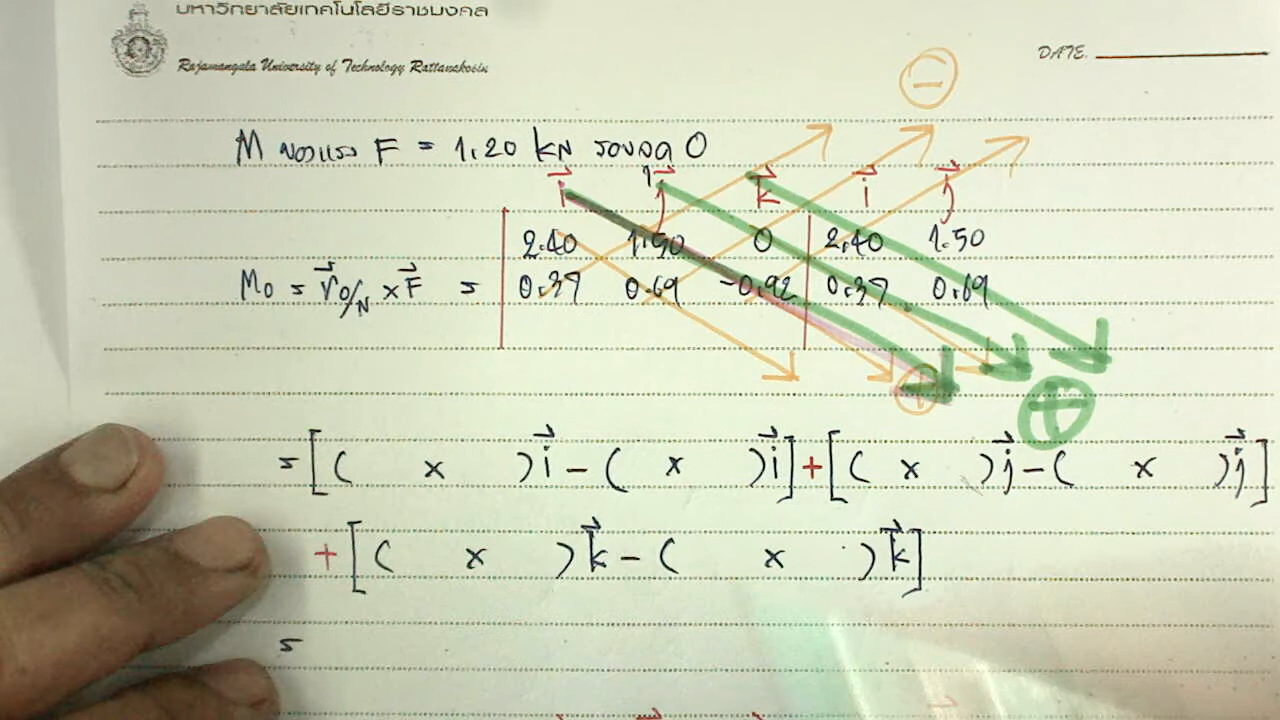 มหาวิทยาลัยเทคโนโลยีราชมงคล
Rajamangala University of Technology Rattanakosin
DATE.
−
M ของแรง F = 1.20 kN รอบจุด O
i⃗ j⃗ k⃗ i⃗ j⃗
2.40 1.50 0 2.40 1.50
Mo = r⃗o/N × F⃗ = 0.37 0.69 -0.92 0.37 0.69
+ +
= [( × )i⃗ − ( × )i⃗] + [( × )j⃗ − ( × )j⃗]
+ [( × )k⃗ − ( × )k⃗]
=